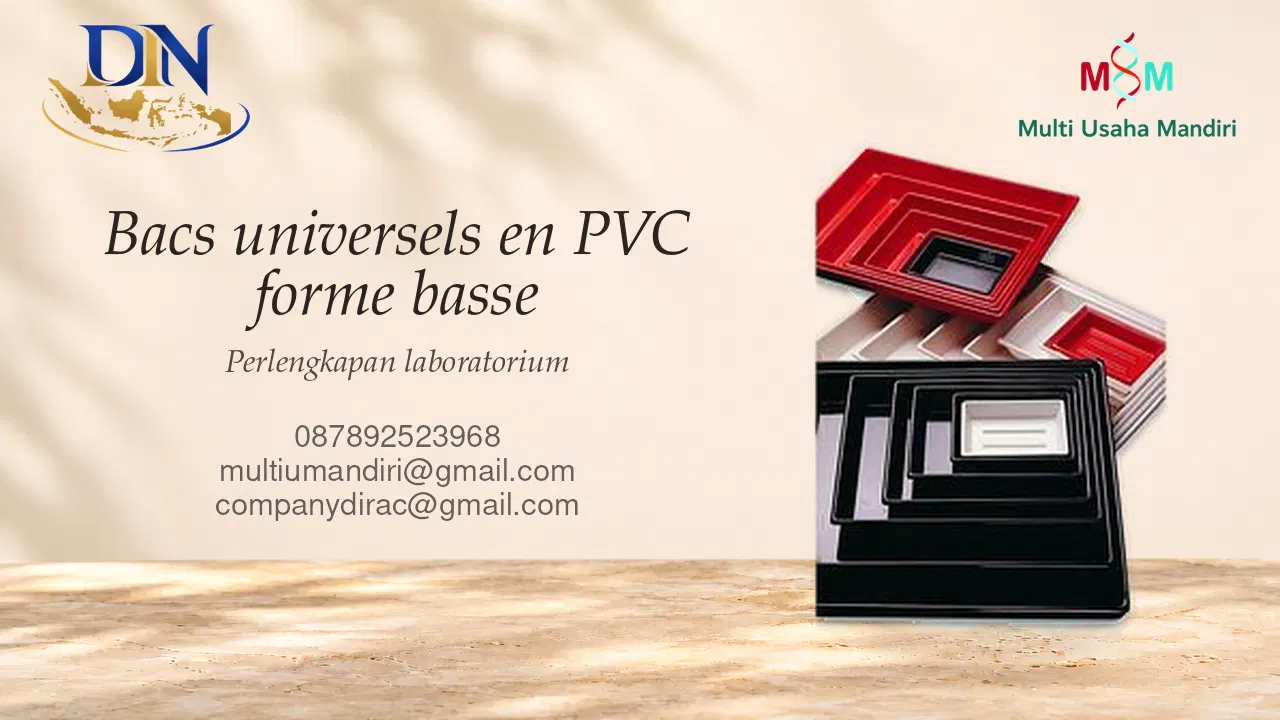 DN
M M
Multi Usaha Mandiri
Bacs universels en PVC
forme basse
Perlengkapan laboratorium
087892523968
multiumandiri@gmail.com
companydirac@gmail.com